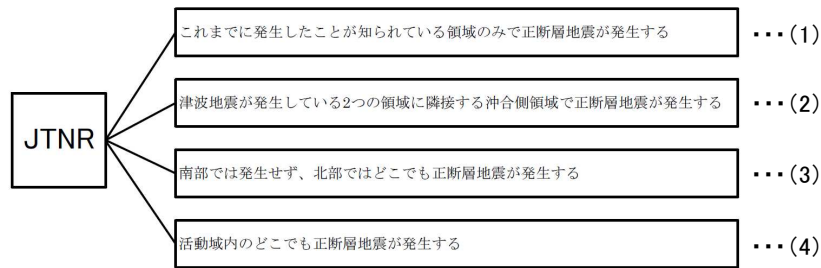 これまでに発生したことが知られている領域のみで正断層地震が発生する ・・・(1)
津波地震が発生している2つの領域に隣接する沖合側領域で正断層地震が発生する ・・・(2)
JTNR
南部では発生せず、北部ではどこでも正断層地震が発生する ・・・(3)
活動域内のどこでも正断層地震が発生する ・・・(4)